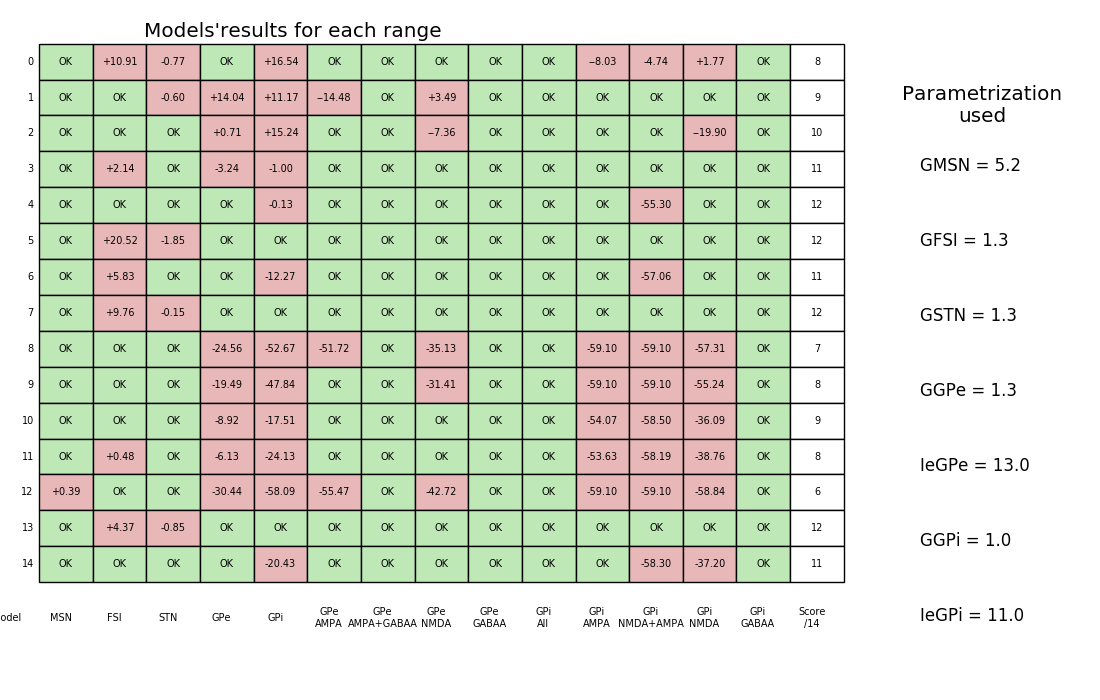 Models'results for each range
0 OK +10.91 -0.77 OK +16.54 OK OK OK OK OK --8.03 -4.74 +1.77 OK 8
1 OK OK -0.60 +14.04 +11.17 --14.48 OK +3.49 OK OK OK OK OK OK 9
2 OK OK OK +0.71 +15.24 OK OK --7.36 OK OK OK OK --19.90 OK 10
3 OK +2.14 OK -3.24 -1.00 OK OK OK OK OK OK OK OK OK 11
4 OK OK OK OK -0.13 OK OK OK OK OK OK -55.30 OK OK 12
5 OK +20.52 -1.85 OK OK OK OK OK OK OK OK OK OK OK 12
6 OK +5.83 OK OK -12.27 OK OK OK OK OK OK -57.06 OK OK 11
7 OK +9.76 -0.15 OK OK OK OK OK OK OK OK OK OK OK 12
8 OK OK OK -24.56 -52.67 -51.72 OK -35.13 OK OK -59.10 -59.10 -57.31 OK 7
9 OK OK OK -19.49 -47.84 OK OK -31.41 OK OK -59.10 -59.10 -55.24 OK 8
10 OK OK OK -8.92 -17.51 OK OK OK OK OK -54.07 -58.50 -36.09 OK 9
11 OK +0.48 OK -6.13 -24.13 OK OK OK OK OK -53.63 -58.19 -38.76 OK 8
12 +0.39 OK OK -30.44 -58.09 -55.47 OK -42.72 OK OK -59.10 -59.10 -58.84 OK 6
13 OK +4.37 -0.85 OK OK OK OK OK OK OK OK OK OK OK 12
14 OK OK OK OK -20.43 OK OK OK OK OK OK -58.30 -37.20 OK 11
GPe GPe GPe GPe GPi GPi GPi GPi GPi Score
odel MSN FSI STN GPe GPi
AMPA AMPA+GABAA NMDA GABAA All AMPA NMDA+AMPA NMDA GABAA /14
Parametrization
used
GMSN = 5.2
GFSI = 1.3
GSTN = 1.3
GGPe = 1.3
IeGPe = 13.0
GGPi = 1.0
IeGPi = 11.0